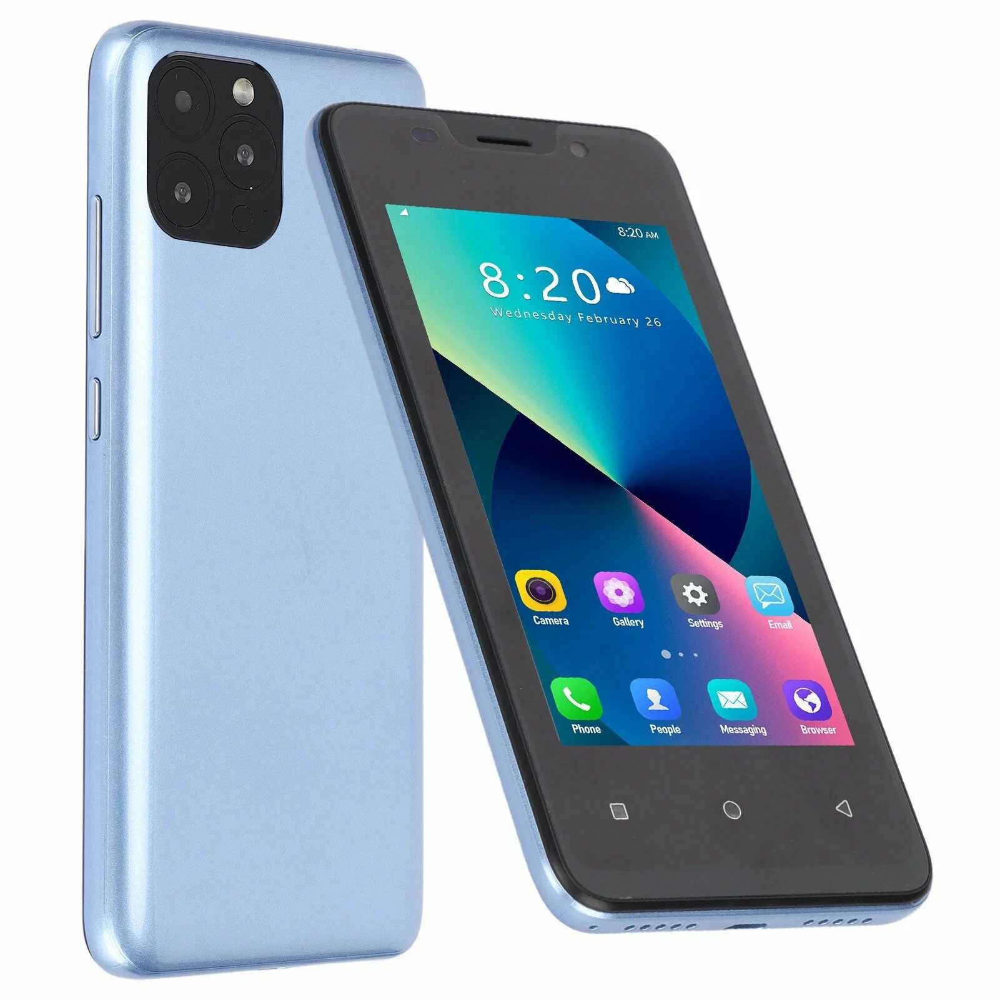 8:20 AM
8:20
Wednesday February 26
Camera Gallery Settings Email
Phone People Messaging Browser